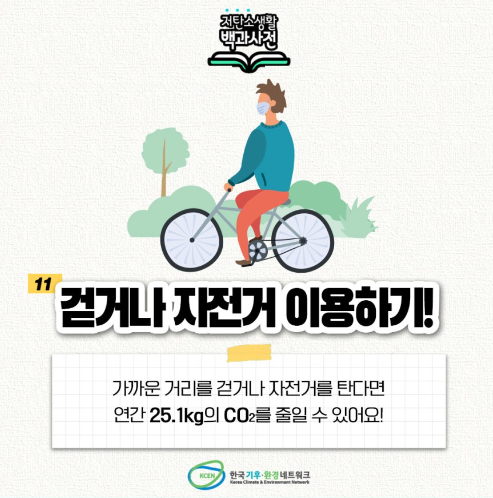 저탄소생활
백과사전
11
걷거나 자전거 이용하기!
가까운 거리를 걷거나 자전거를 탄다면
연간 25.1kg의 CO₂를 줄일 수 있어요!
KCEN
한국기후·환경네트워크
Korea Climate & Environment Network